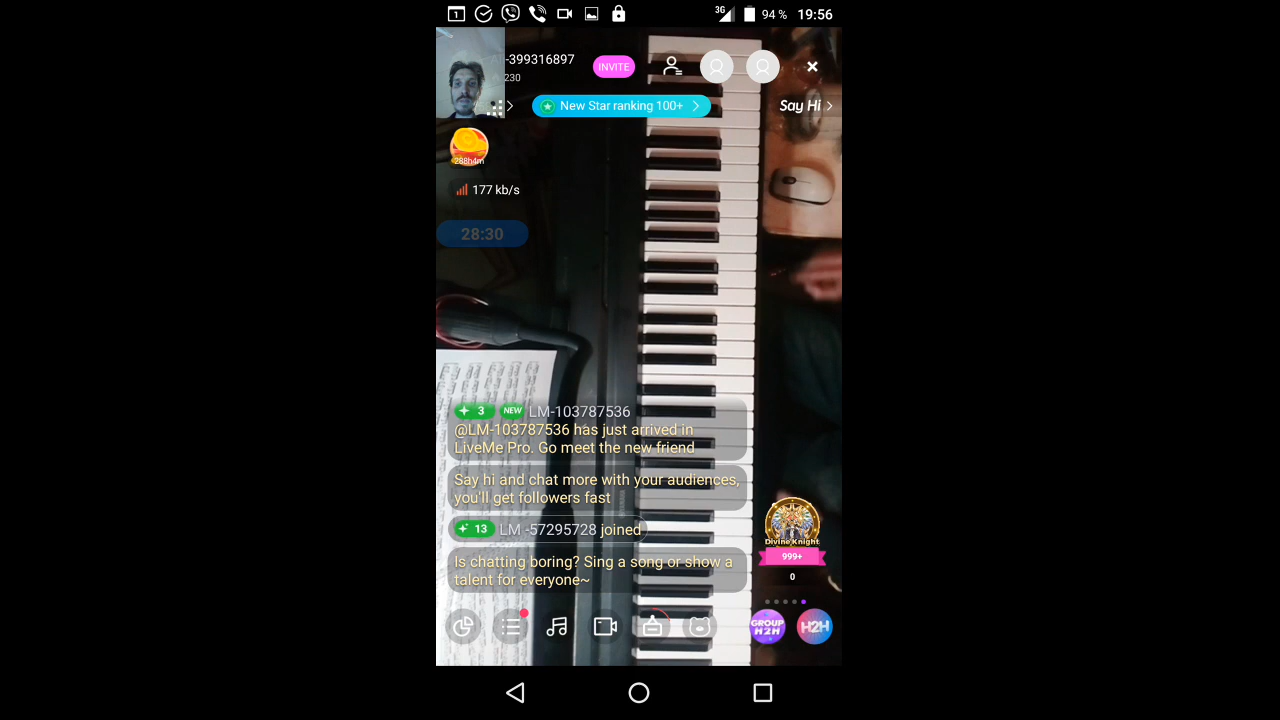 1
3G
94 %
19:56
-399316897
INVITE
230
New Star ranking 100+
Say Hi
288h4m
177 kb/s
28:30
3 NEW LM-103787536
@LM-103787536 has just arrived in
LiveMe Pro. Go meet the new friend
Say hi and chat more with your audiences,
you'll get followers fast
13 LM -57295728 joined
Is chatting boring? Sing a song or show a
talent for everyone~
Divine Knight
999+
0
GROUP
H2H
H2H